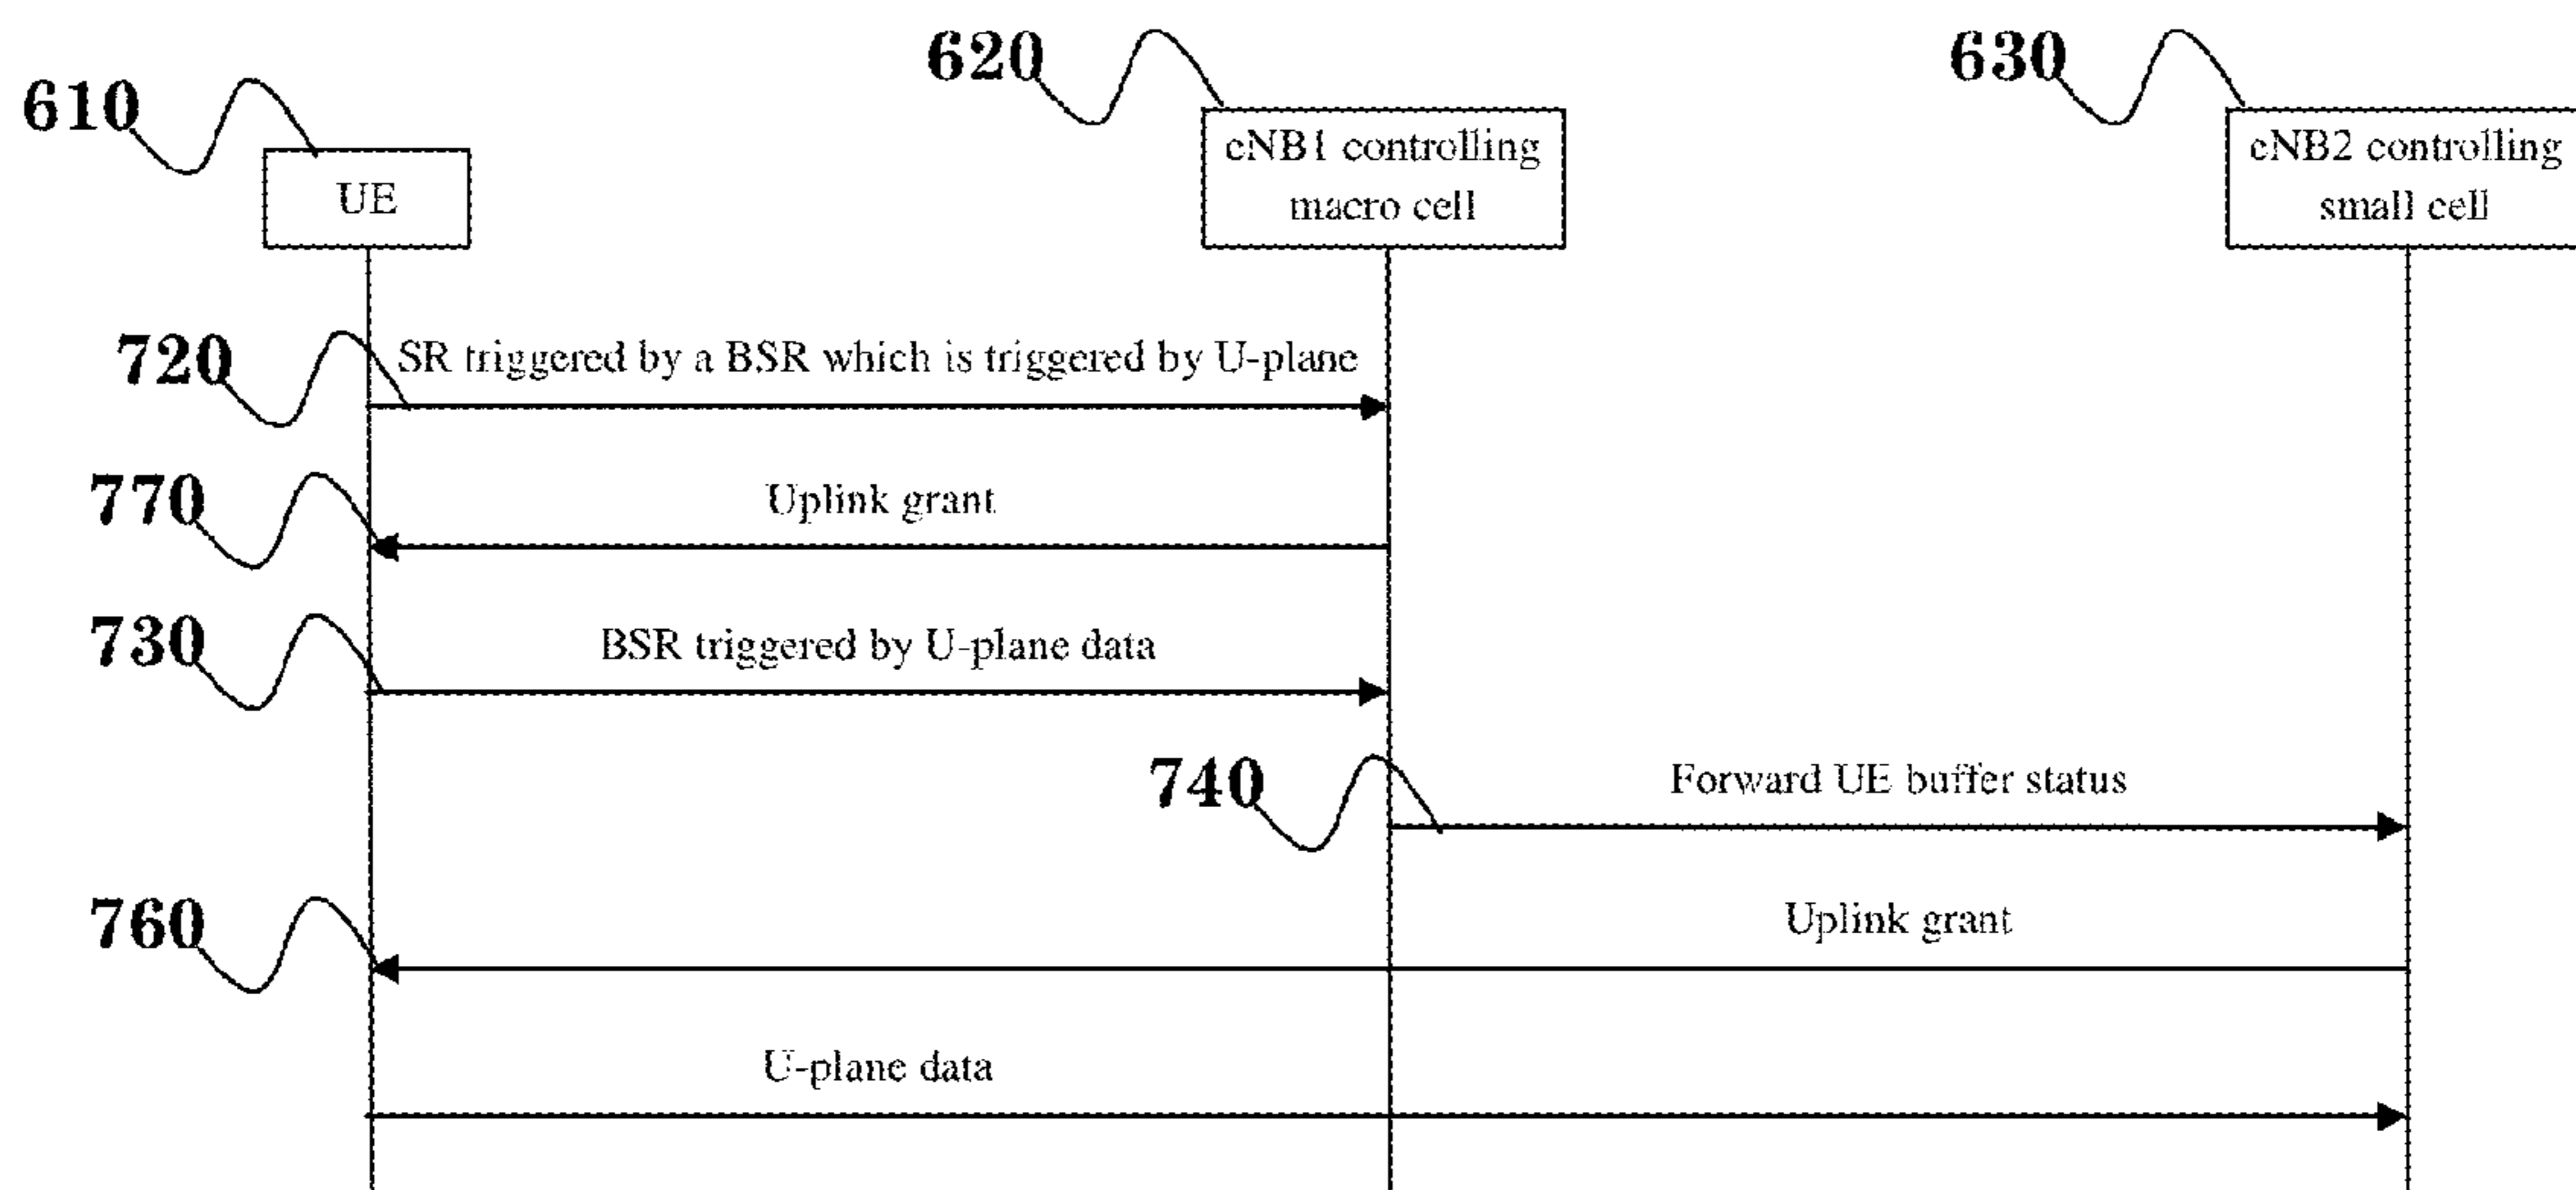 620
630
610
eNB1 controlling
macro cell
eNB2 controlling
small cell
UE
720
SR triggered by a BSR which is triggered by U-plane
770
Uplink grant
730
BSR triggered by U-plane data
740
Forward UE buffer status
760
Uplink grant
U-plane data